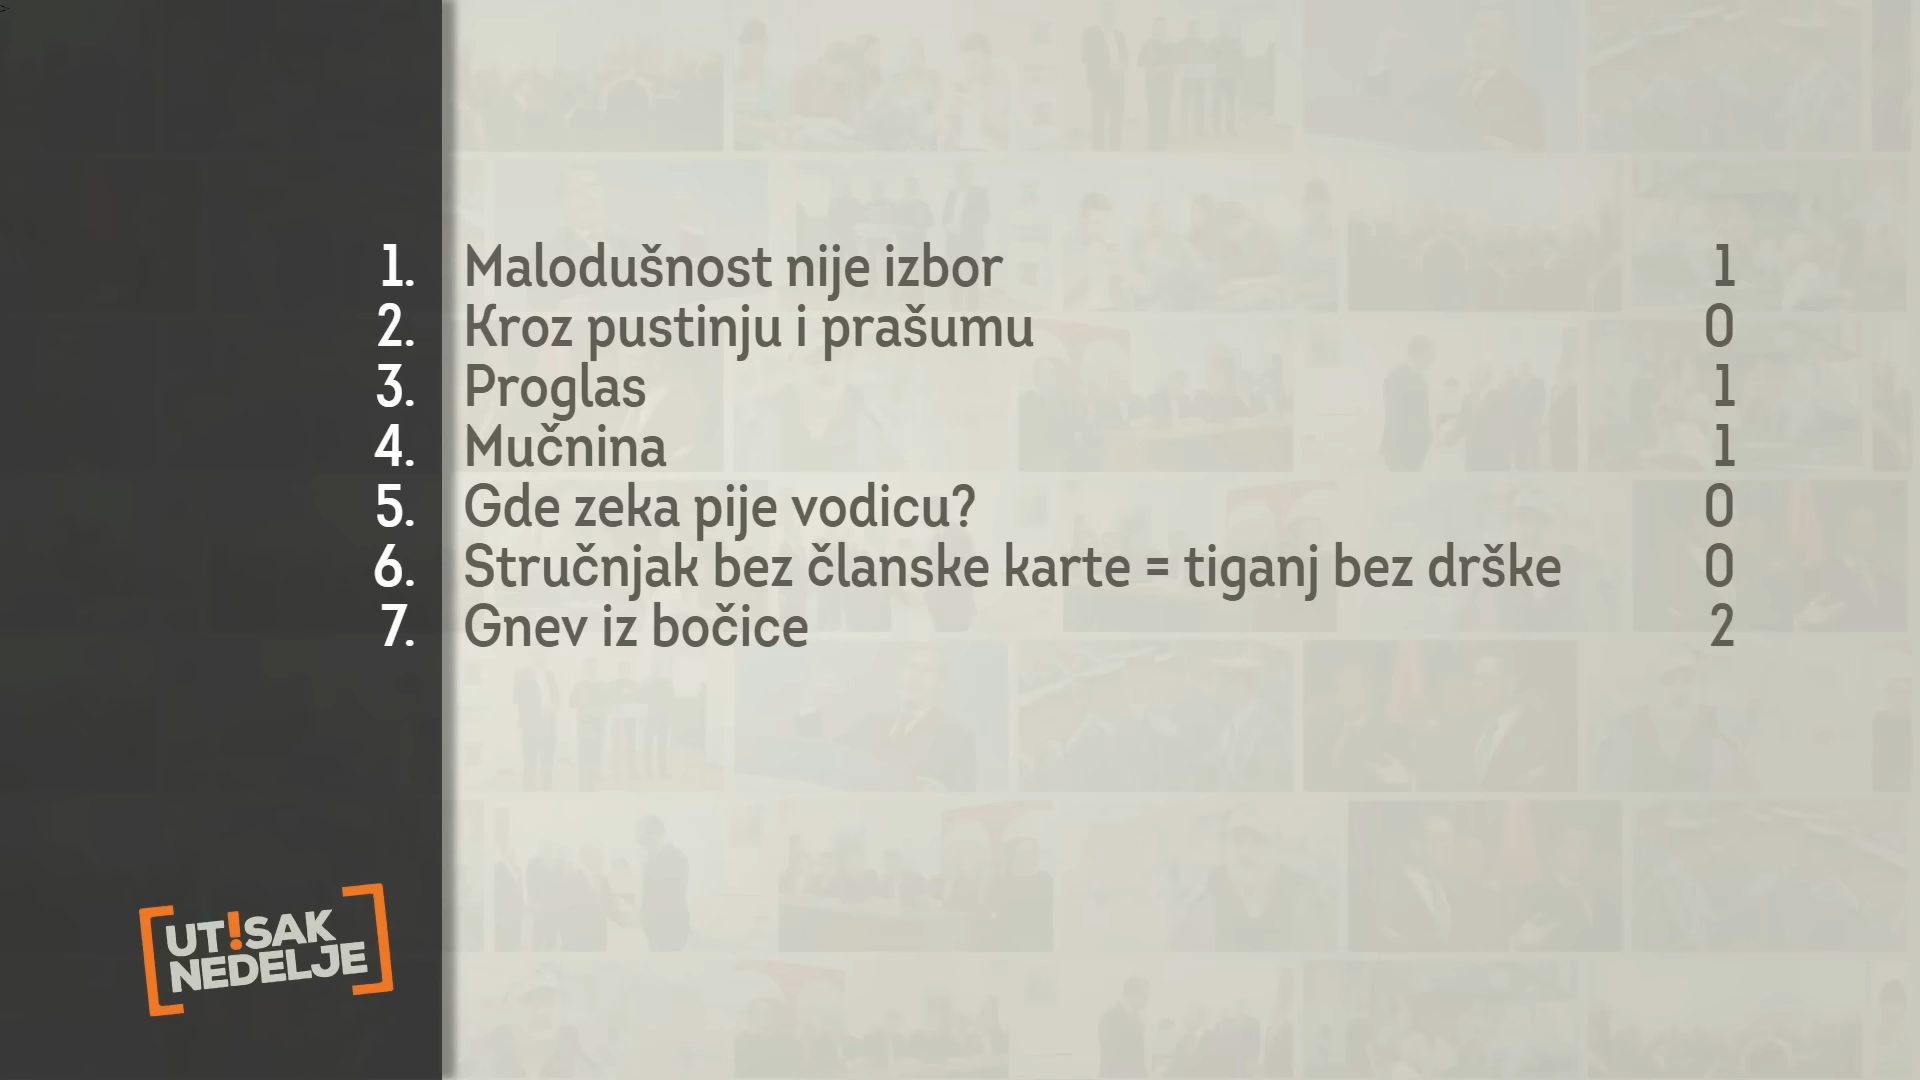 1. Malodušnost nije izbor 1
2. Kroz pustinju i prašumu 0
3. Proglas 1
4. Mučnina 1
5. Gde zeka pije vodicu? 0
6. Stručnjak bez članske karte = tiganj bez drške 0
7. Gnev iz bočice 2
UT!SAK
NEDELJE